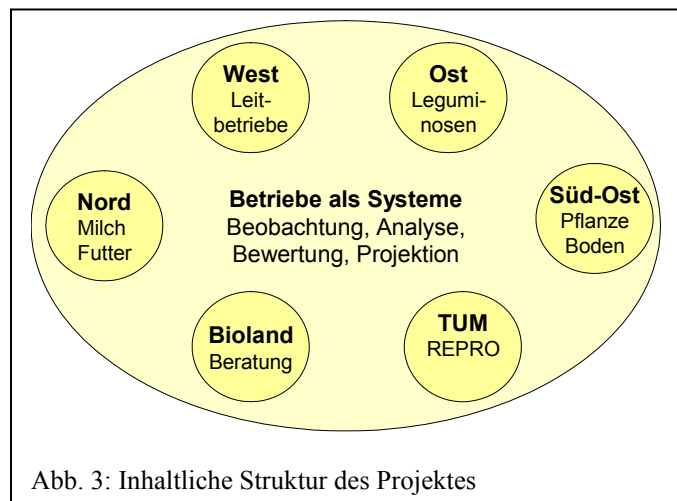 West
Leit-
betriebe
Ost
Legumi-
nosen
Nord
Milch
Futter
Betriebe als Systeme
Beobachtung, Analyse,
Bewertung, Projektion
Süd-Ost
Pflanze
Boden
Bioland
Beratung
TUM
REPRO
Abb. 3: Inhaltliche Struktur des Projektes